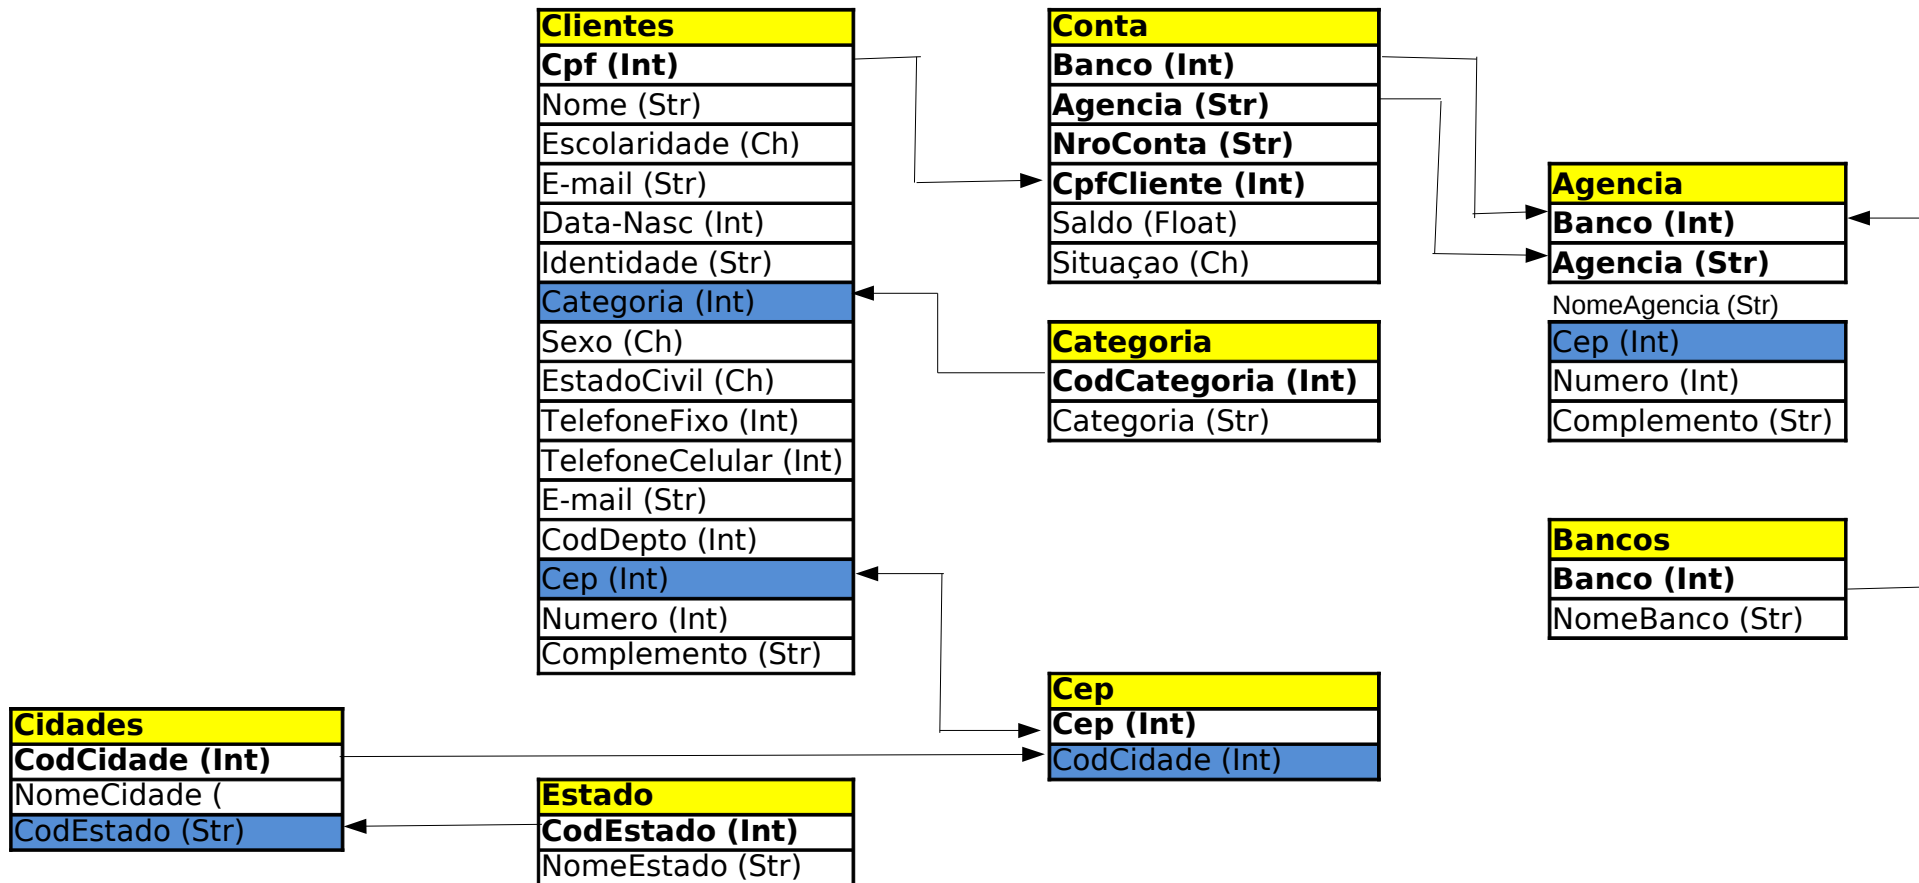 Clientes
Cpf (Int)
Nome (Str)
Escolaridade (Ch)
E-mail (Str)
Data-Nasc (Int)
Identidade (Str)
Categoria (Int)
Sexo (Ch)
EstadoCivil (Ch)
TelefoneFixo (Int)
TelefoneCelular (Int)
E-mail (Str)
CodDepto (Int)
Cep (Int)
Numero (Int)
Complemento (Str)
Conta
Banco (Int)
Agencia (Str)
NroConta (Str)
CpfCliente (Int)
Saldo (Float)
Situaçao (Ch)
Categoria
CodCategoria (Int)
Categoria (Str)
Agencia
Banco (Int)
Agencia (Str)
NomeAgencia (Str)
Cep (Int)
Numero (Int)
Complemento (Str)
Bancos
Banco (Int)
NomeBanco (Str)
Cep
Cep (Int)
CodCidade (Int)
Cidades
CodCidade (Int)
NomeCidade (
CodEstado (Str)
Estado
CodEstado (Int)
NomeEstado (Str)